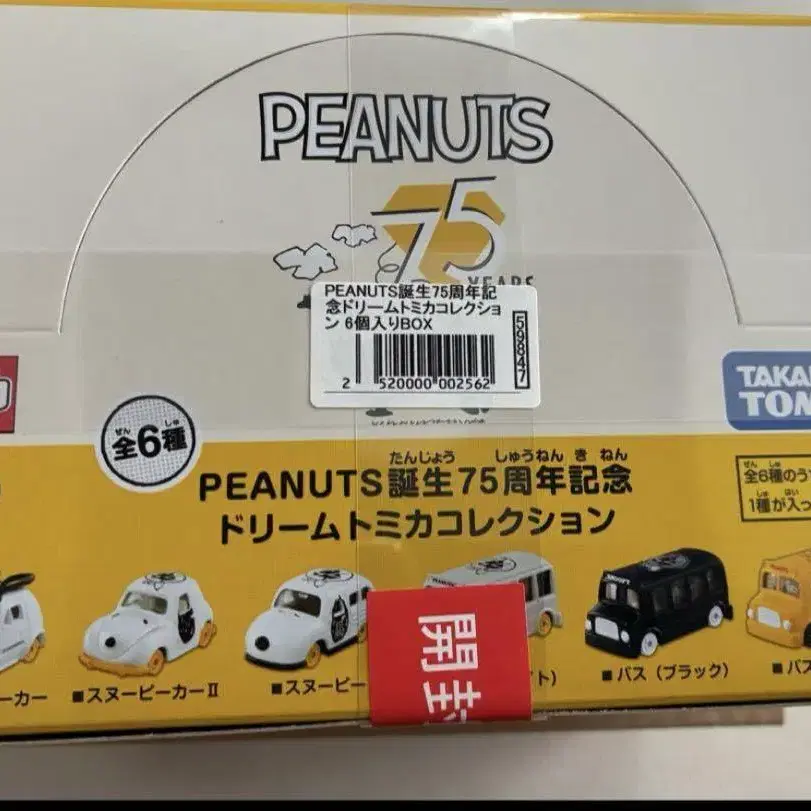 PEANUTS
75
YEARS
PEANUTS誕生75周年記
念ドリームトミカコレクショ
ン 6個入りBOX
2 520000 002562
59847
TAKAR
TOM
ぜん しゅ
全6種
たんじょう しゅうねん き ねん
PEANUTS誕生75周年記念
ドリームトミカコレクション
ぜん しゅ
全6種のう
しゅ はい
1種が入っ
ーカー
■スヌーピーカーⅡ
■スヌーピー
ト)
■バス(ブラック)
■バス
開封